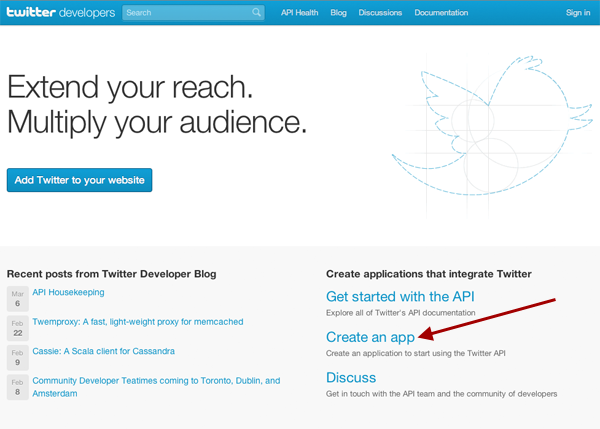 twitter developers
Search
API Health
Blog
Discussions
Documentation
Sign in
Extend your reach.
Multiply your audience.
Add Twitter to your website
Recent posts from Twitter Developer Blog
Mar
6
API Housekeeping
Feb
22
Twemproxy: A fast, light-weight proxy for memcached
Feb
9
Cassie: A Scala client for Cassandra
Feb
8
Community Developer Teatimes coming to Toronto, Dublin, and
Amsterdam
Create applications that integrate Twitter
Get started with the API
Explore all of Twitter's API documentation
Create an app
Create an application to start using the Twitter API
Discuss
Get in touch with the API team and the community of developers